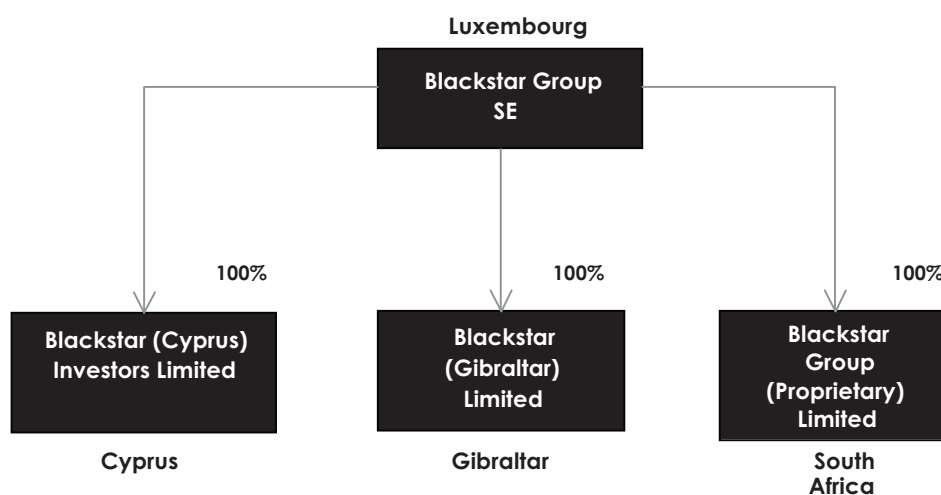 Luxembourg
Blackstar Group
SE
100%
100%
100%
Blackstar (Cyprus)
Investors Limited
Blackstar
(Gibraltar)
Limited
Blackstar
Group
(Proprietary)
Limited
Cyprus
Gibraltar
South
Africa